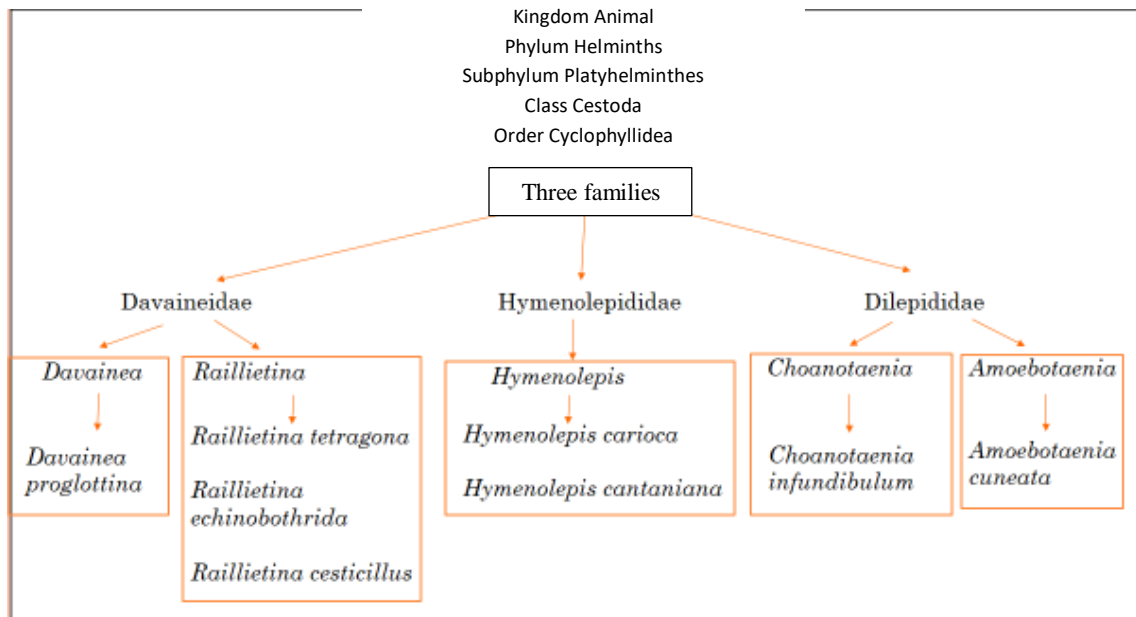 Kingdom Animal
Phylum Helminths
Subphylum Platyhelminthes
Class Cestoda
Order Cyclophyllidea
Three families
Davaineidae
Hymenolepididae
Dilepididae
Davainea
Davainea
proglottina
Raillietina
Raillietina tetragona
Raillietina
echinobothrida
Raillietina cesticillus
Hymenolepis
Hymenolepis carioca
Hymenolepis cantaniana
Choanotaenia
Choanotaenia
infundibulum
Amoebotaenia
Amoebotaenia
cuneata